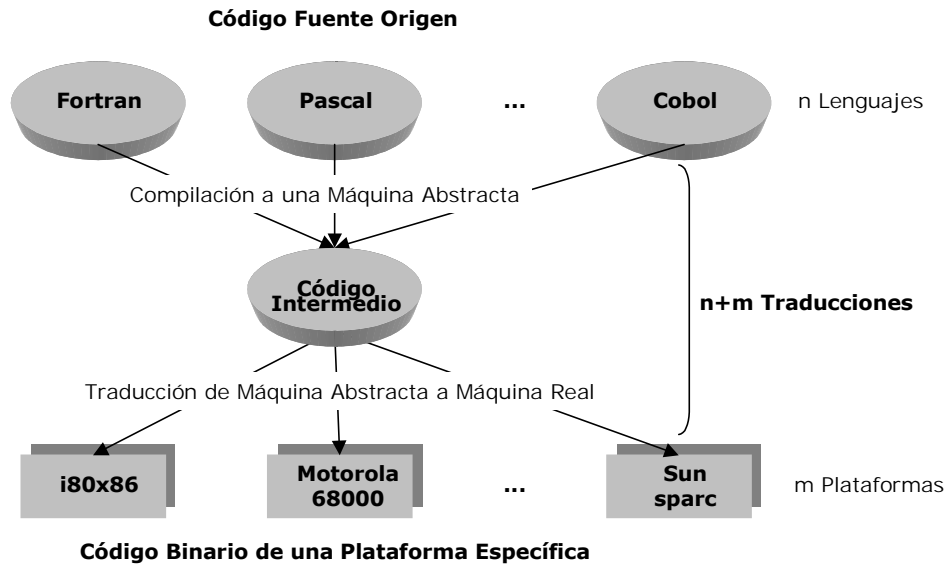 Código Fuente Origen
Fortran
Pascal
...
Cobol
n Lenguajes
Compilación a una Máquina Abstracta
Código
Intermedio
n+m Traducciones
Traducción de Máquina Abstracta a Máquina Real
i80x86
Motorola
68000
...
Sun
sparc
m Plataformas
Código Binario de una Plataforma Específica